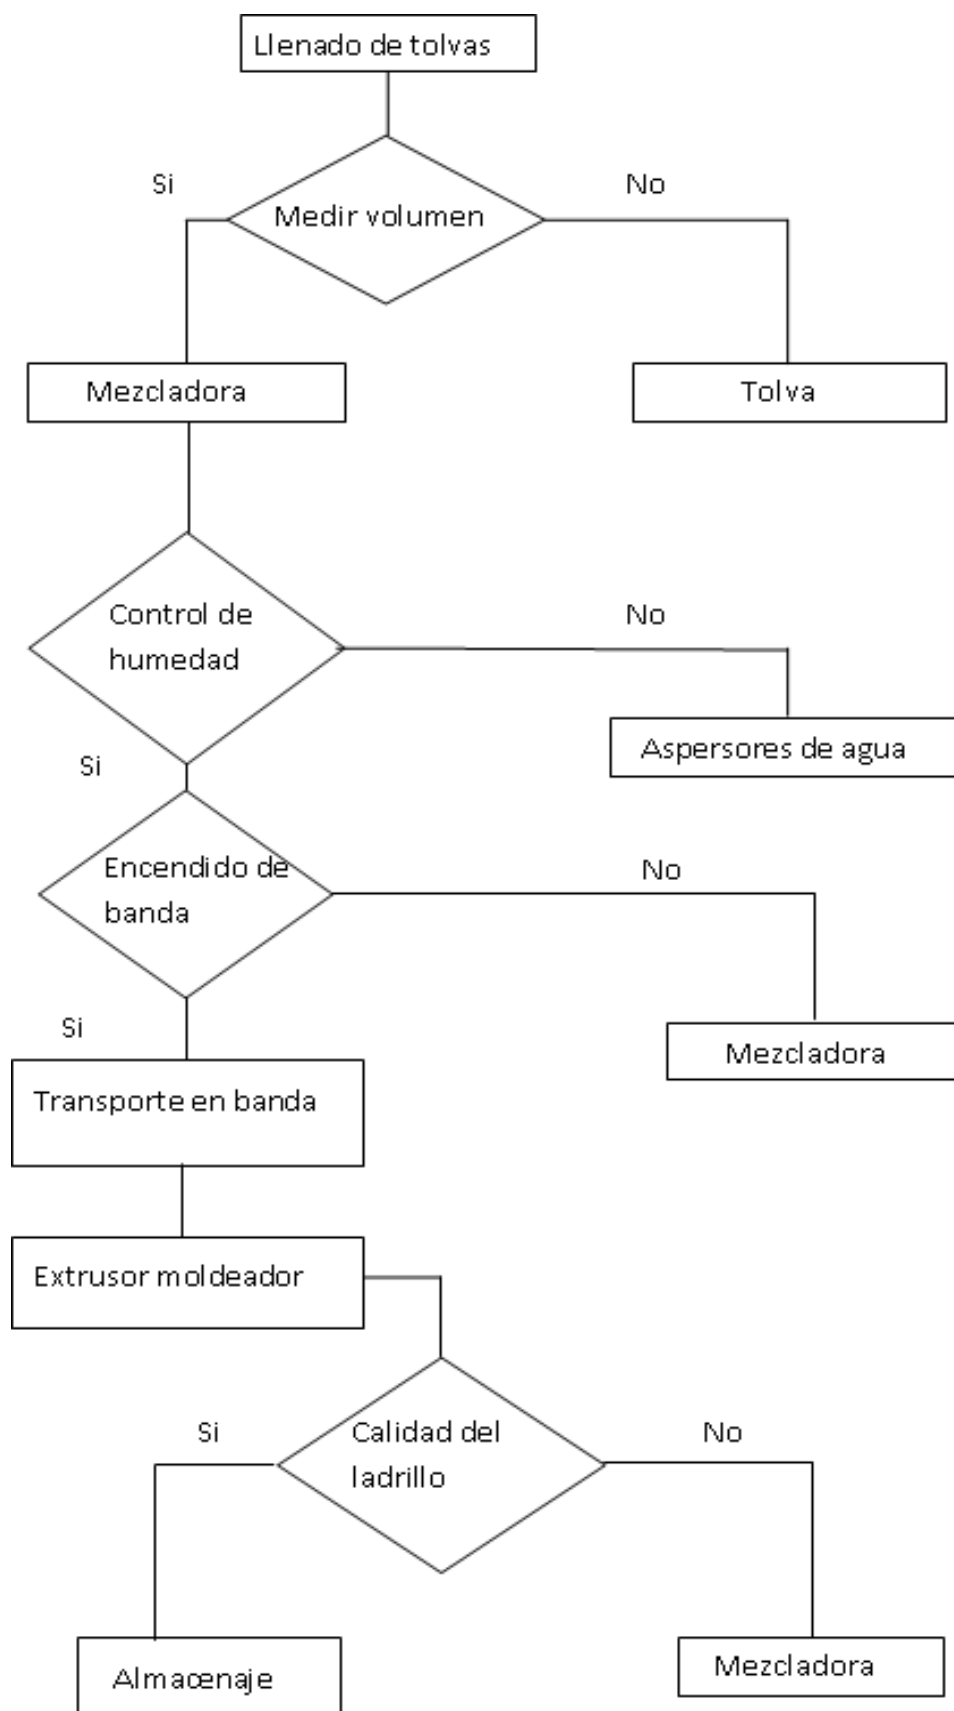 Llenado de tolvas
Si
No
Medir volumen
Mezcladora
Tolva
Control de
humedad
No
Si
Aspersores de agua
Encendido de
banda
No
Si
Mezcladora
Transporte en banda
Extrusor moldeador
Si
Calidad del
ladrillo
No
Almacenaje
Mezcladora